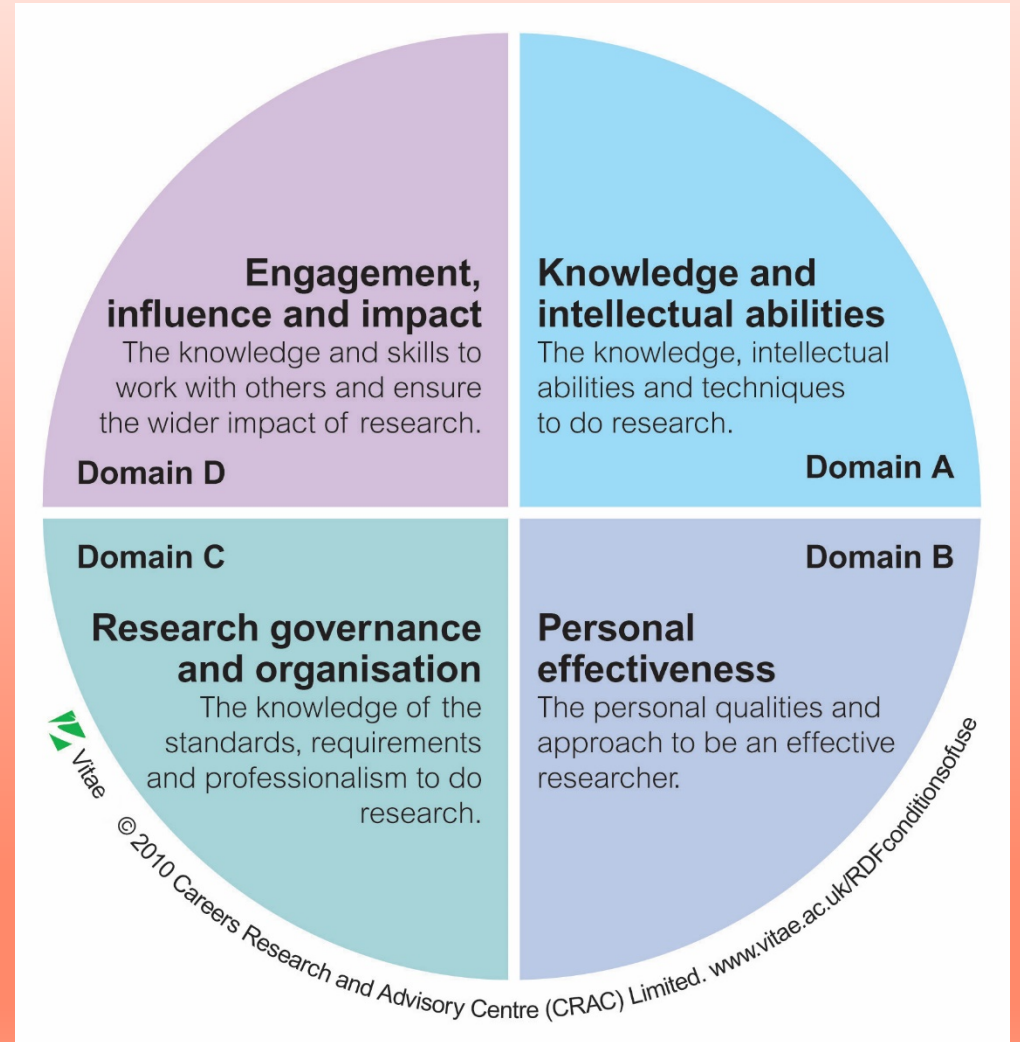 Engagement,
influence and impact
The knowledge and skills to
work with others and ensure
the wider impact of research.
Domain D
Knowledge and
intellectual abilities
The knowledge, intellectual
abilities and techniques
to do research.
Domain A
Domain C
Research governance
and organisation
The knowledge of the
standards, requirements
and professionalism to do
research.
Domain B
Personal
effectiveness
The personal qualities and
approach to be an effective
researcher.
Vitae © 2010 Careers Research and Advisory Centre (CRAC) Limited. www.vitae.ac.uk/RDFconditionsofuse